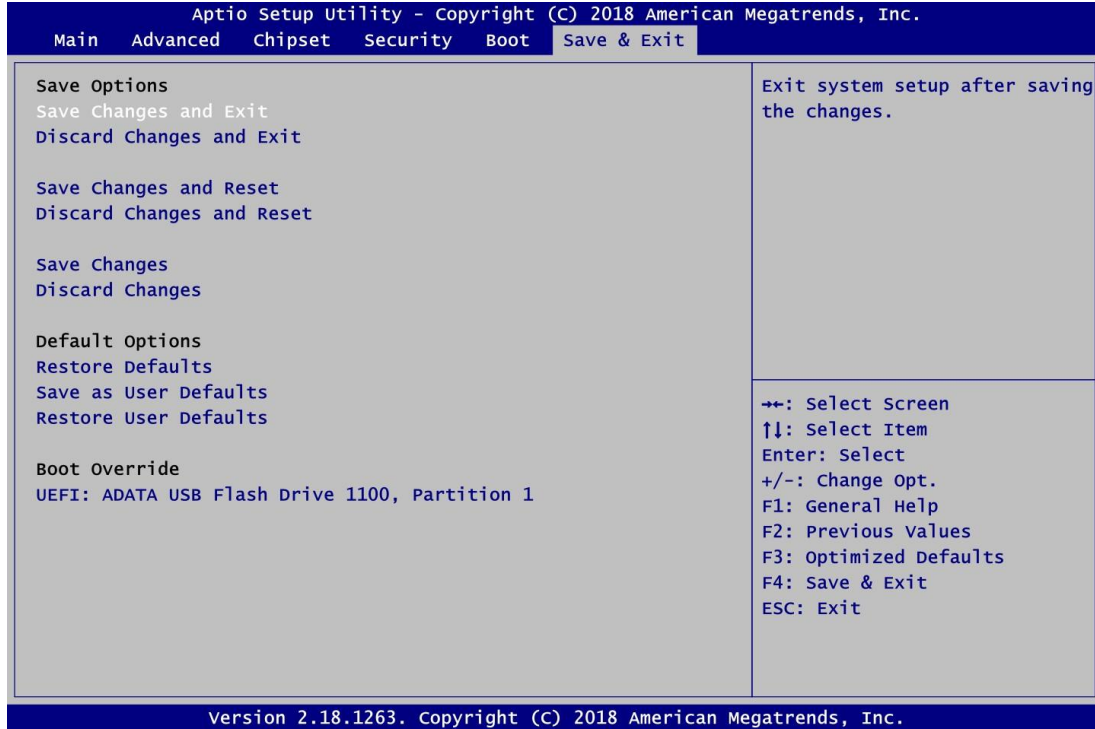 Aptio Setup Utility – Copyright (C) 2018 American Megatrends, Inc.
Main Advanced Chipset Security Boot Save & Exit
Save Options
Save Changes and Exit
Discard Changes and Exit
Save Changes and Reset
Discard Changes and Reset
Save Changes
Discard Changes
Default Options
Restore Defaults
Save as User Defaults
Restore User Defaults
Boot Override
UEFI: ADATA USB Flash Drive 1100, Partition 1
Exit system setup after saving
the changes.
→←: Select Screen
↑↓: Select Item
Enter: Select
+/-: Change Opt.
F1: General Help
F2: Previous Values
F3: Optimized Defaults
F4: Save & Exit
ESC: Exit
Version 2.18.1263. Copyright (C) 2018 American Megatrends, Inc.